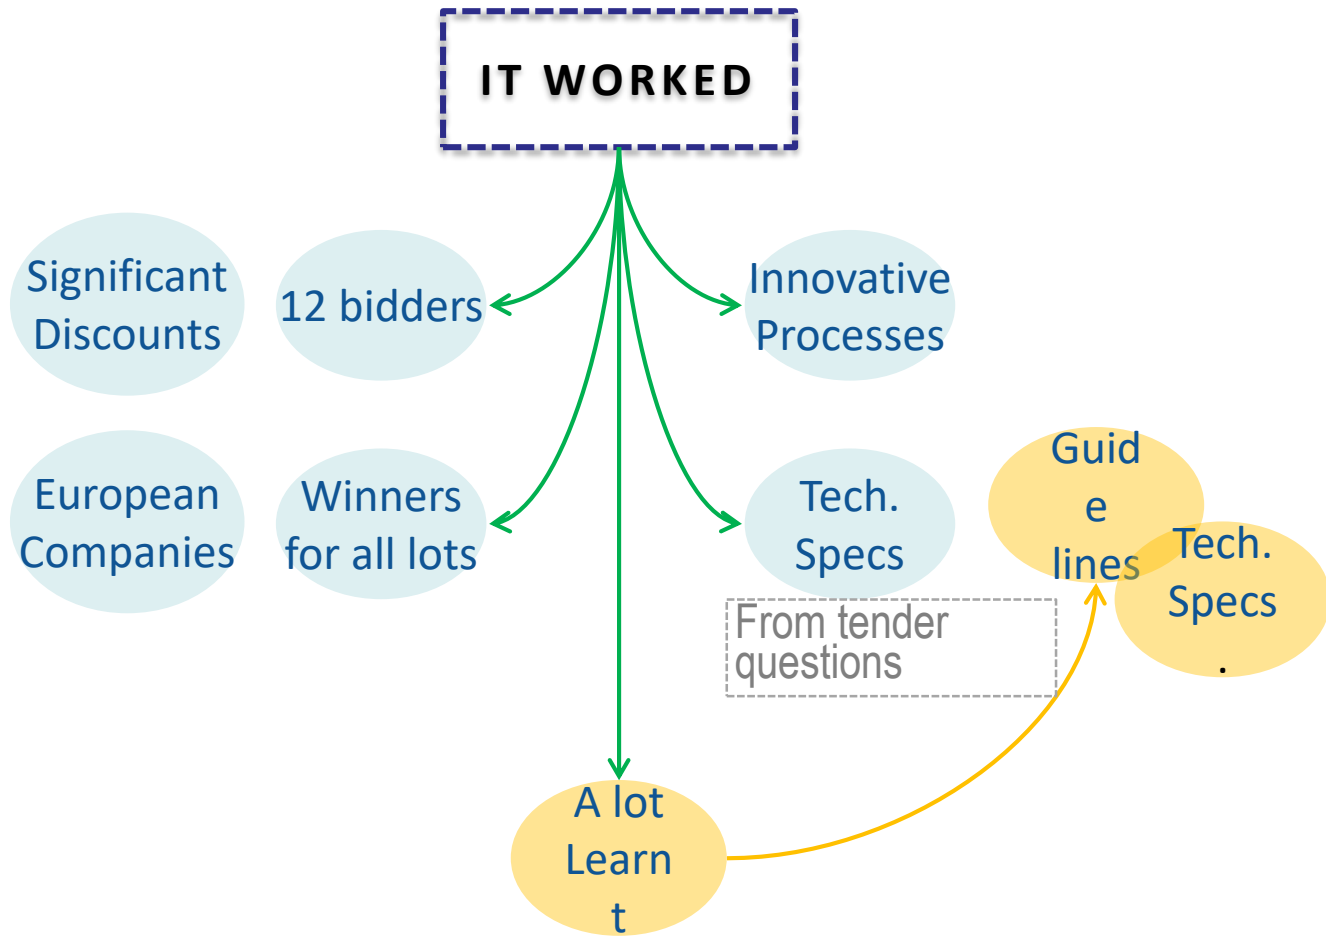 IT WORKED
Significant
Discounts
12 bidders
Innovative
Processes
European
Companies
Winners
for all lots
Tech.
Specs
Guid
e
lines
Tech.
Specs
.
From tender
questions
A lot
Learn
t